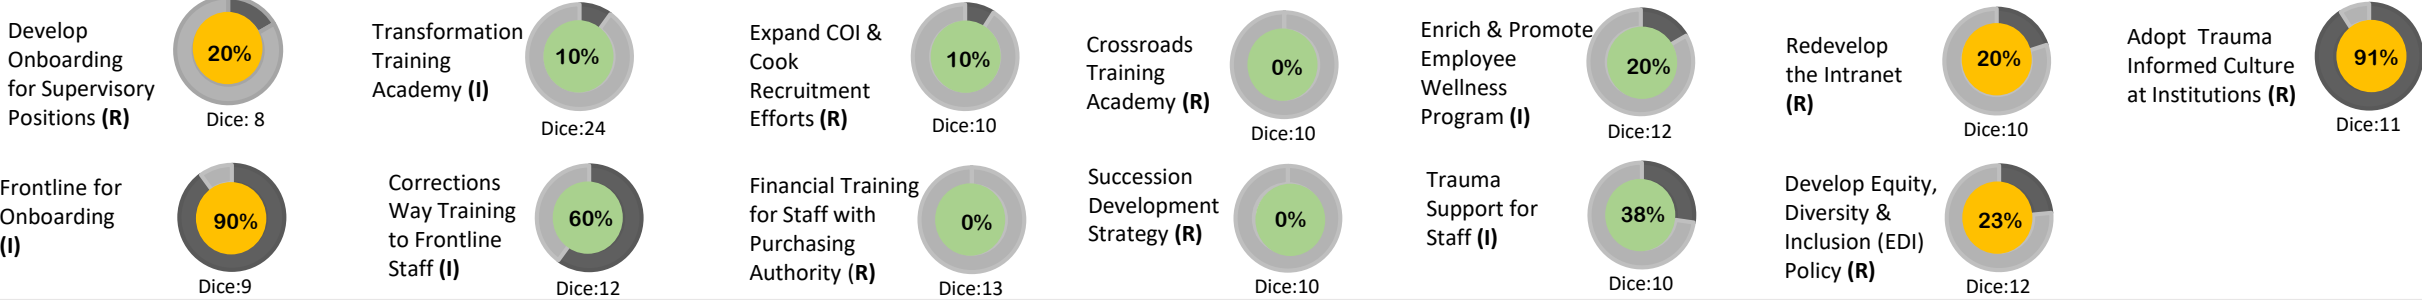 Develop
Onboarding
for Supervisory
Positions (R)
20%
Dice: 8
Transformation
Training
Academy (I)
10%
Dice:24
Expand COI &
Cook
Recruitment
Efforts (R)
10%
Dice:10
Crossroads
Training
Academy (R)
0%
Dice:10
Enrich & Promote
Employee
Wellness
Program (I)
20%
Dice:12
Redevelop
the Intranet
(R)
20%
Dice:10
Adopt Trauma
Informed Culture
at Institutions (R)
91%
Dice:11
Frontline for
Onboarding
(I)
90%
Dice:9
Corrections
Way Training
to Frontline
Staff (I)
60%
Dice:12
Financial Training
for Staff with
Purchasing
Authority (R)
0%
Dice:13
Succession
Development
Strategy (R)
0%
Dice:10
Trauma
Support for
Staff (I)
38%
Dice:10
Develop Equity,
Diversity &
Inclusion (EDI)
Policy (R)
23%
Dice:12